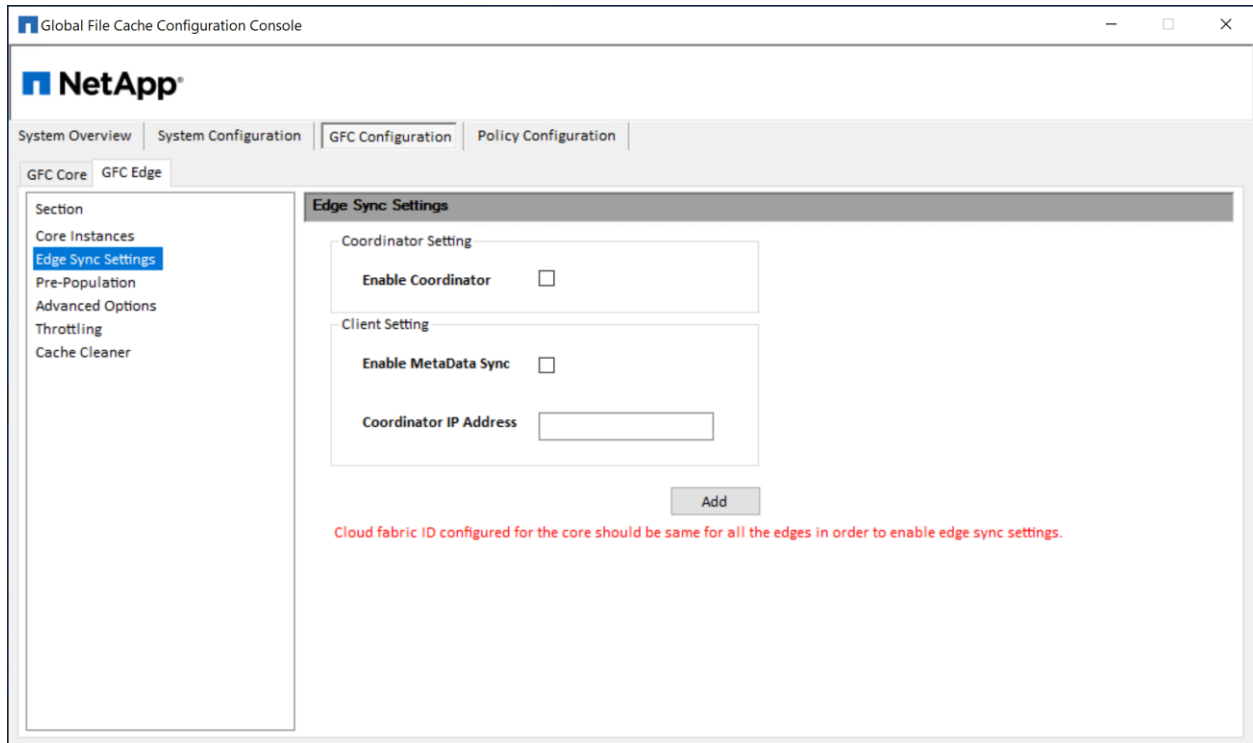 Global File Cache Configuration Console
NetApp®
System Overview System Configuration GFC Configuration Policy Configuration
GFC Core GFC Edge
Section
Core Instances
Edge Sync Settings
Pre-Population
Advanced Options
Throttling
Cache Cleaner
Edge Sync Settings
Coordinator Setting
Enable Coordinator
Client Setting
Enable MetaData Sync
Coordinator IP Address
Add
Cloud fabric ID configured for the core should be same for all the edges in order to enable edge sync settings.